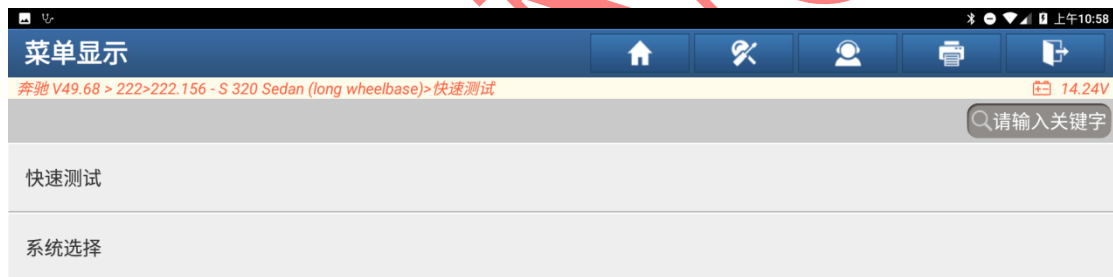 上午10:58
菜单显示
奔驰 V49.68 > 222>222.156 - S 320 Sedan (long wheelbase)>快速测试 14.24V
请输入关键字
快速测试
系统选择